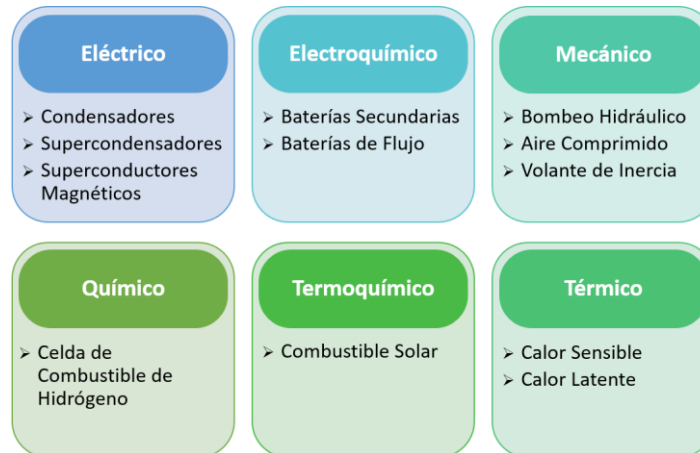 Eléctrico
➢ Condensadores
➢ Supercondensadores
➢ Superconductores
Magnéticos
Electroquímico
➢ Baterías Secundarias
➢ Baterías de Flujo
Mecánico
➢ Bombeo Hidráulico
➢ Aire Comprimido
➢ Volante de Inercia
Químico
➢ Celda de
Combustible de
Hidrógeno
Termoquímico
➢ Combustible Solar
Térmico
➢ Calor Sensible
➢ Calor Latente